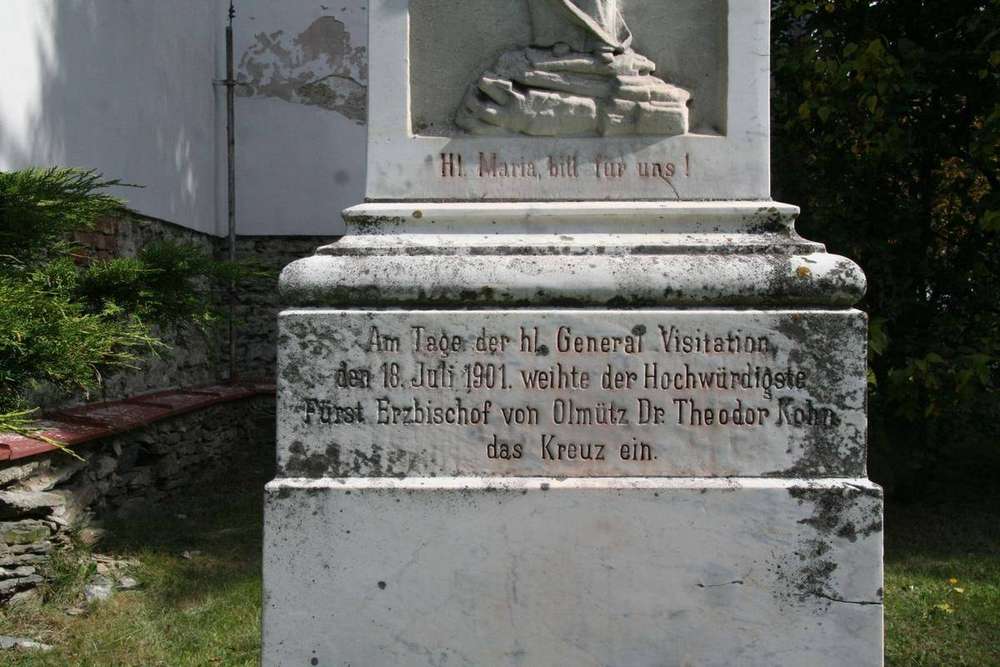 Hl. Maria, bitt für uns!
Am Tage der hl. General Visitation
den 18. Juli 1901. weihte der Hochwürdigste
Fürst Erzbischof von Olmütz Dr. Theodor Kohn
das Kreuz ein.